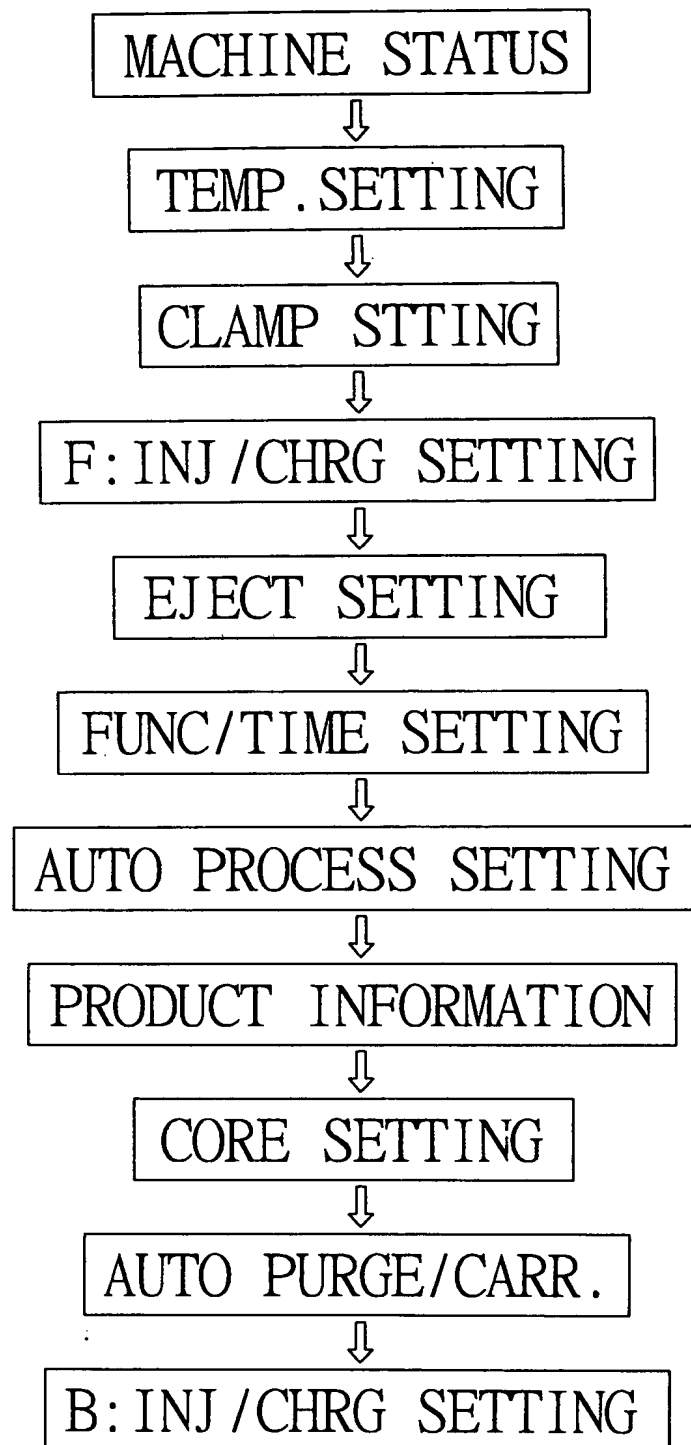 MACHINE STATUS
TEMP.SETTING
CLAMP STTING
F:INJ/CHRG SETTING
EJECT SETTING
FUNC/TIME SETTING
AUTO PROCESS SETTING
PRODUCT INFORMATION
CORE SETTING
AUTO PURGE/CARR.
B:INJ/CHRG SETTING